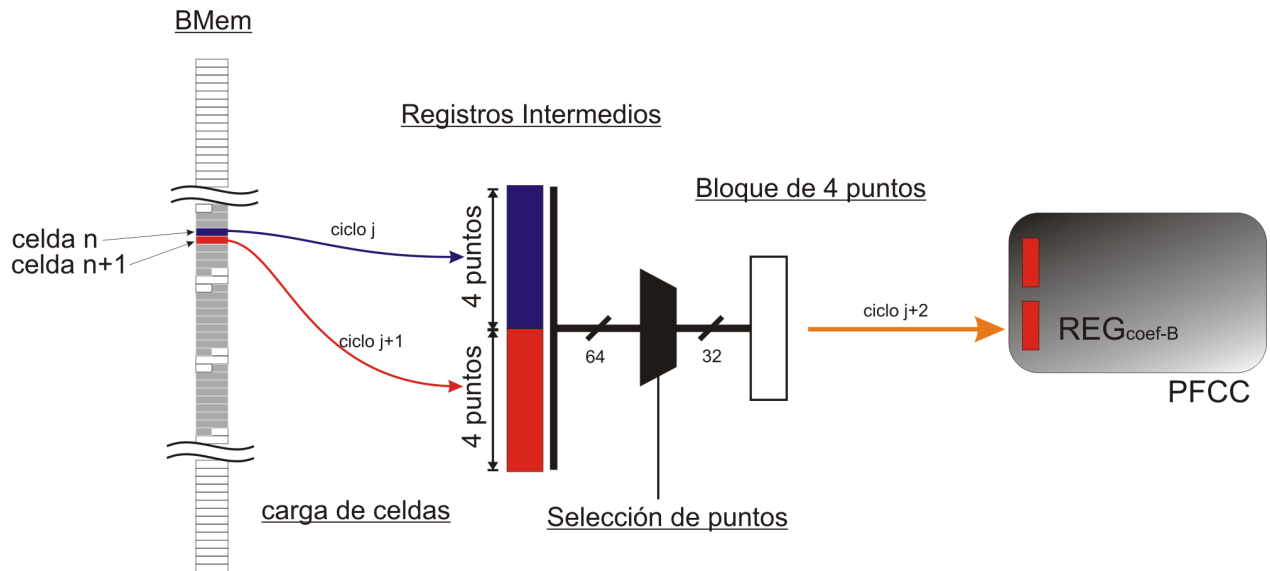 BMem
Registros Intermedios
Bloque de 4 puntos
celda n
celda n+1
ciclo j
ciclo j+1
4 puntos
4 puntos
64
32
ciclo j+2
REGcoef-B
PFCC
carga de celdas
Selección de puntos